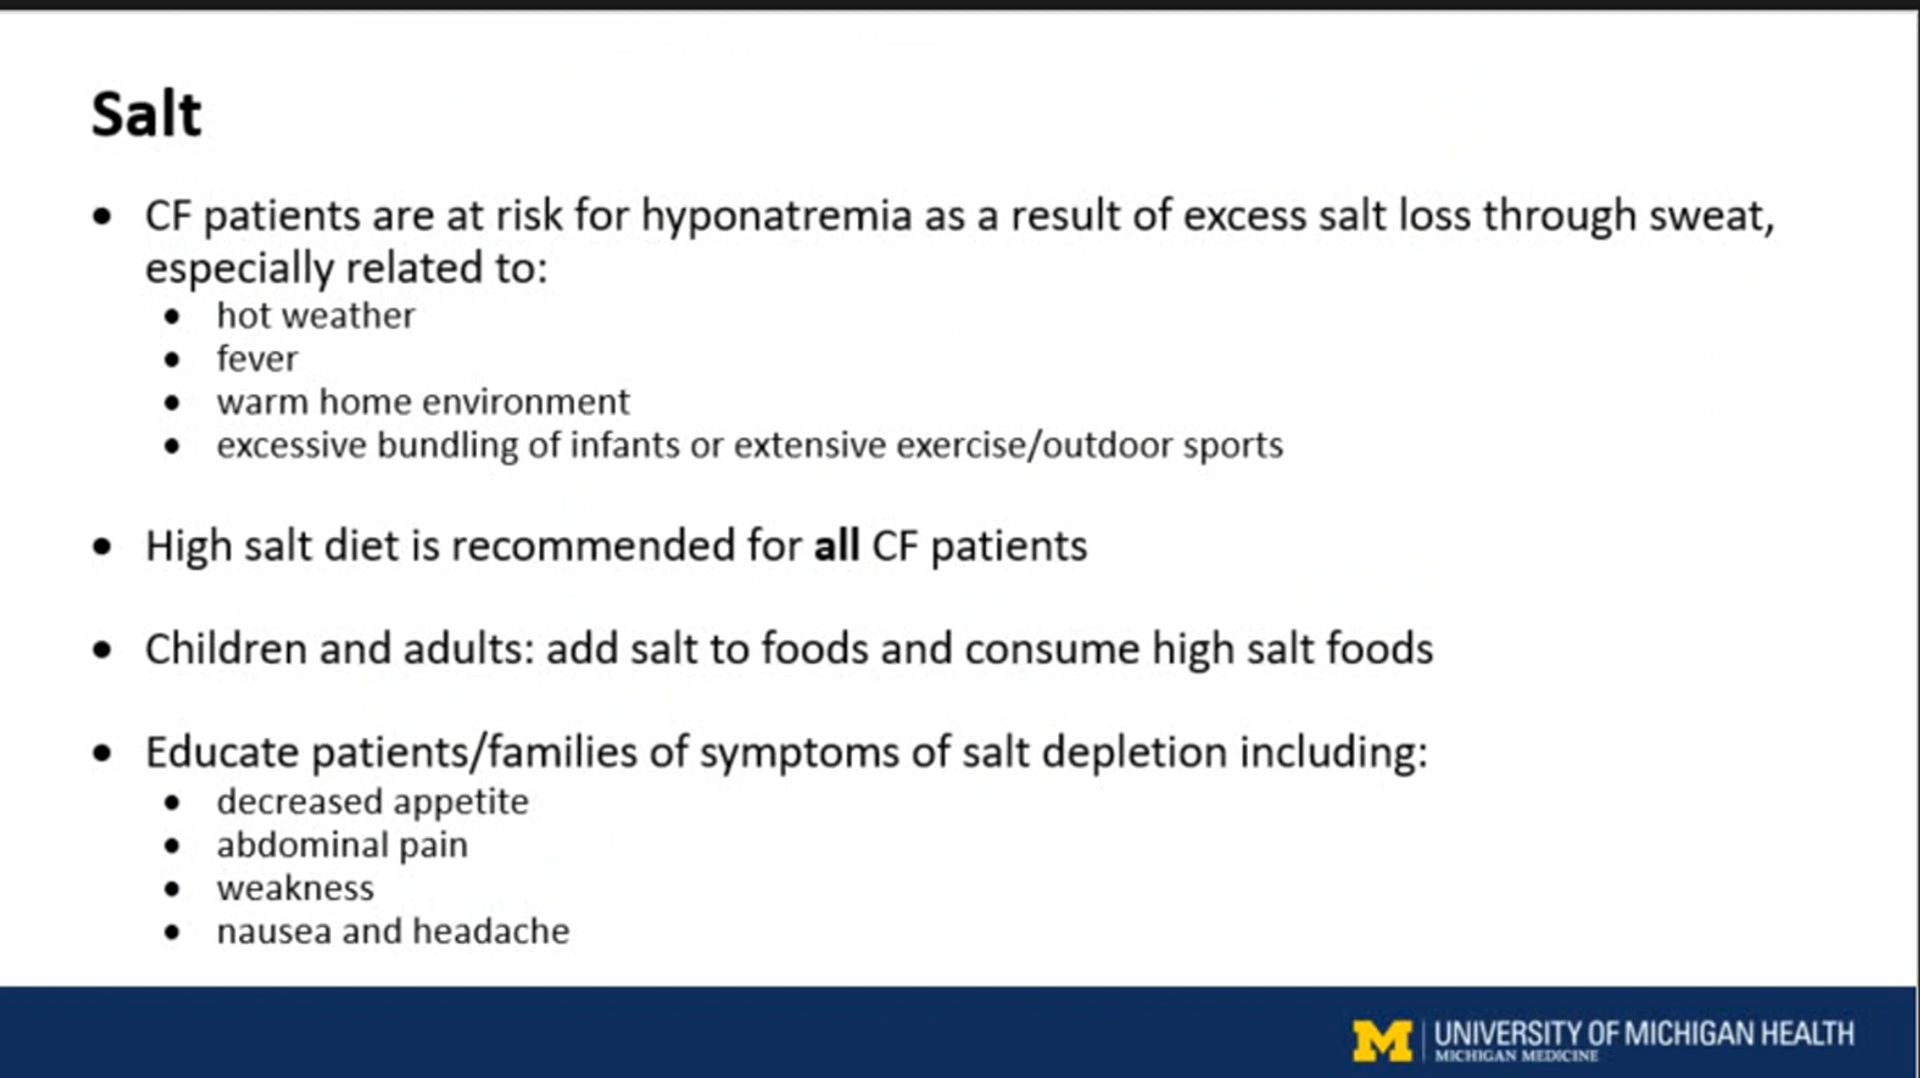 Salt
• CF patients are at risk for hyponatremia as a result of excess salt loss through sweat,
especially related to:
• hot weather
• fever
• warm home environment
• excessive bundling of infants or extensive exercise/outdoor sports
• High salt diet is recommended for all CF patients
• Children and adults: add salt to foods and consume high salt foods
• Educate patients/families of symptoms of salt depletion including:
• decreased appetite
• abdominal pain
• weakness
• nausea and headache
M UNIVERSITY OF MICHIGAN HEALTH
MICHIGAN MEDICINE